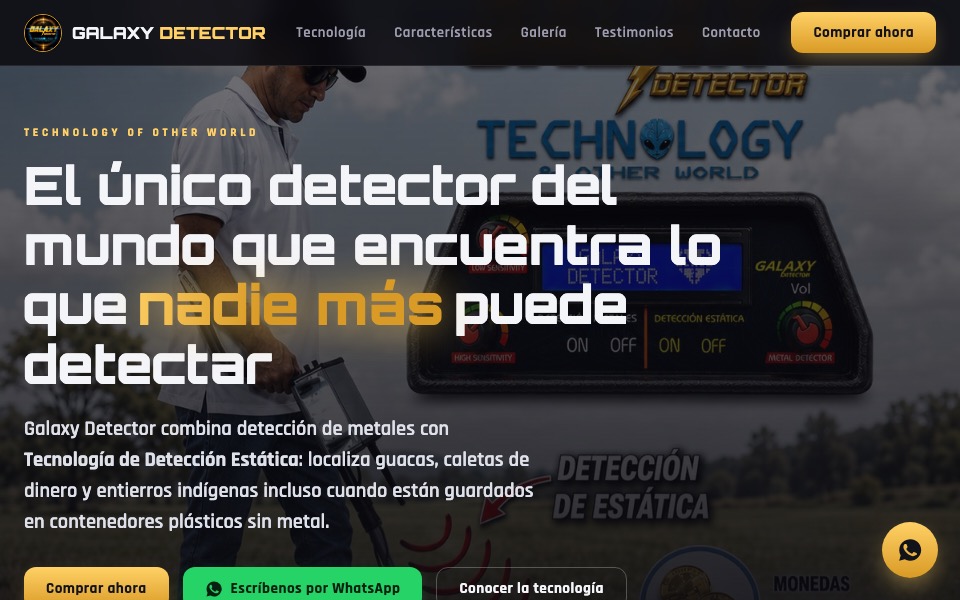 GALAXY DETECTOR
Tecnología
Características
Galería
Testimonios
Contacto
Comprar ahora
DETECTOR
TECHNOLOGY
OTHER WORLD
TECHNOLOGY OF OTHER WORLD
El único detector del
mundo que encuentra lo
que nadie más puede
detectar
LOW SENSITIVITY
DETECTOR
GALAXY
Vol
DETECCIÓN ESTÁTICA
ON OFF
ON OFF
HIGH SENSITIVITY
METAL DETECTOR
Galaxy Detector combina detección de metales con
Tecnología de Detección Estática: localiza guacas, caletas de
dinero y entierros indígenas incluso cuando están guardados
en contenedores plásticos sin metal.
DETECCIÓN
DE ESTÁTICA
Comprar ahora
Escríbenos por WhatsApp
Conocer la tecnología
MONEDAS